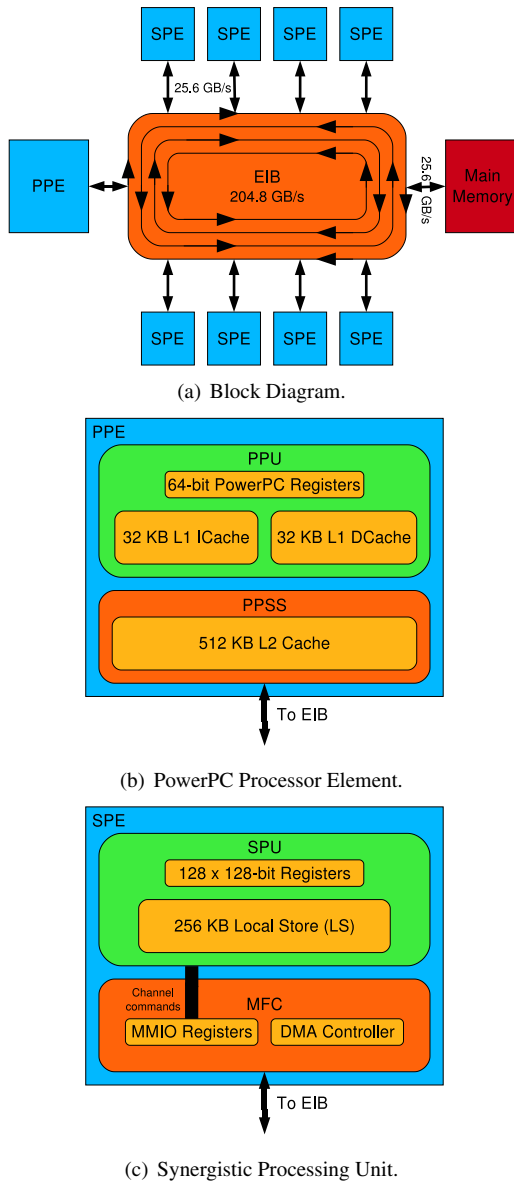 SPE SPE SPE SPE
25.6 GB/s
PPE
EIB
204.8 GB/s
25.6 GB/s
Main
Memory
SPE SPE SPE SPE
(a) Block Diagram.
PPE
PPU
64-bit PowerPC Registers
32 KB L1 ICache 32 KB L1 DCache
PPSS
512 KB L2 Cache
To EIB
(b) PowerPC Processor Element.
SPE
SPU
128 x 128-bit Registers
256 KB Local Store (LS)
Channel
commands
MFC
MMIO Registers DMA Controller
To EIB
(c) Synergistic Processing Unit.